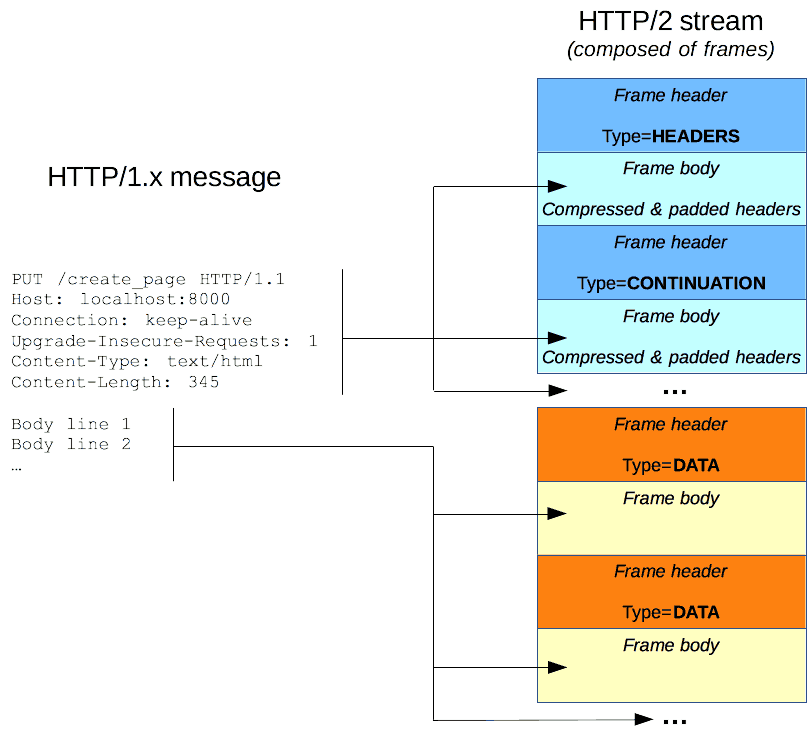 HTTP/2 stream
(composed of frames)
HTTP/1.x message
PUT /create_page HTTP/1.1
Host: localhost:8000
Connection: keep-alive
Upgrade-Insecure-Requests: 1
Content-Type: text/html
Content-Length: 345
Body line 1
Body line 2
…
Frame header
Type=HEADERS
Frame body
Compressed & padded headers
Frame header
Type=CONTINUATION
Frame body
Compressed & padded headers
...
Frame header
Type=DATA
Frame body
Frame header
Type=DATA
Frame body
...